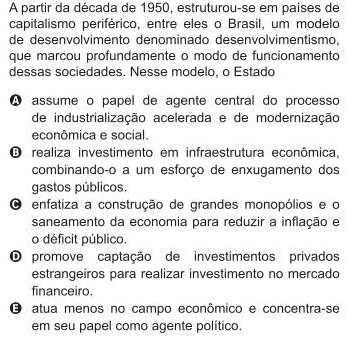 A partir da década de 1950, estruturou-se em países de
capitalismo periférico, entre eles o Brasil, um modelo
de desenvolvimento denominado desenvolvimentismo,
que marcou profundamente o modo de funcionamento
dessas sociedades. Nesse modelo, o Estado
A assume o papel de agente central do processo
de industrialização acelerada e de modernização
econômica e social.
B realiza investimento em infraestrutura econômica,
combinando-o a um esforço de enxugamento dos
gastos públicos.
C enfatiza a construção de grandes monopólios e o
saneamento da economia para reduzir a inflação e
o déficit público.
D promove captação de investimentos privados
estrangeiros para realizar investimento no mercado
financeiro.
E atua menos no campo econômico e concentra-se
em seu papel como agente político.